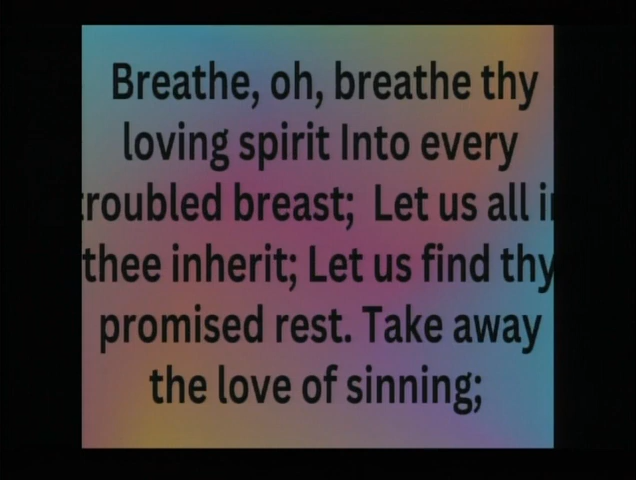 Breathe, oh, breathe thy
loving spirit Into every
troubled breast; Let us all in
thee inherit; Let us find thy
promised rest. Take away
the love of sinning;